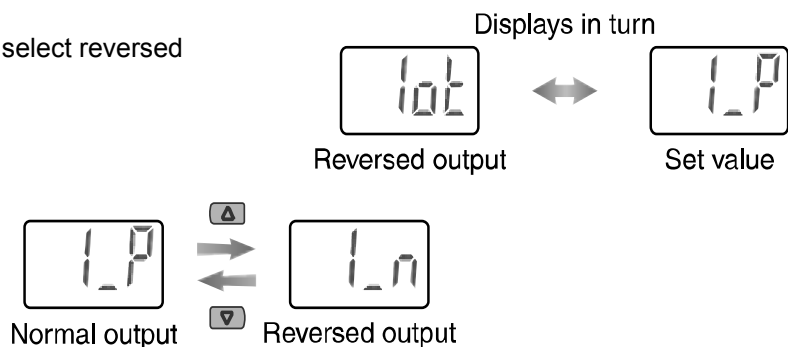 Displays in turn
select reversed
1ot
1_P
Reversed output
Set value
1_P
1_n
Normal output
Reversed output